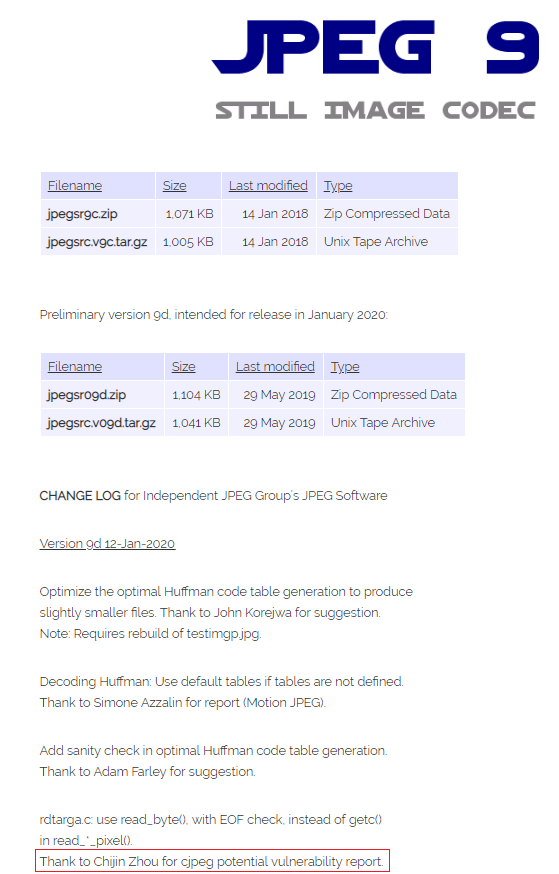 JPEG 9
STILL IMAGE CODEC
Filename Size Last modified Type
jpegsr9c.zip 1,071 KB 14 Jan 2018 Zip Compressed Data
jpegsrc.v9c.tar.gz 1,005 KB 14 Jan 2018 Unix Tape Archive
Preliminary version 9d, intended for release in January 2020:
Filename Size Last modified Type
jpegsr09d.zip 1,104 KB 29 May 2019 Zip Compressed Data
jpegsrc.v09d.tar.gz 1,041 KB 29 May 2019 Unix Tape Archive
CHANGE LOG for Independent JPEG Group's JPEG Software
Version 9d 12-Jan-2020
Optimize the optimal Huffman code table generation to produce
slightly smaller files. Thank to John Korejwa for suggestion.
Note: Requires rebuild of testimgp.jpg.
Decoding Huffman: Use default tables if tables are not defined.
Thank to Simone Azzalin for report (Motion JPEG).
Add sanity check in optimal Huffman code table generation.
Thank to Adam Farley for suggestion.
rdtarga.c: use read_byte(), with EOF check, instead of getc()
in read_*_pixel().
Thank to Chijin Zhou for cjpeg potential vulnerability report.